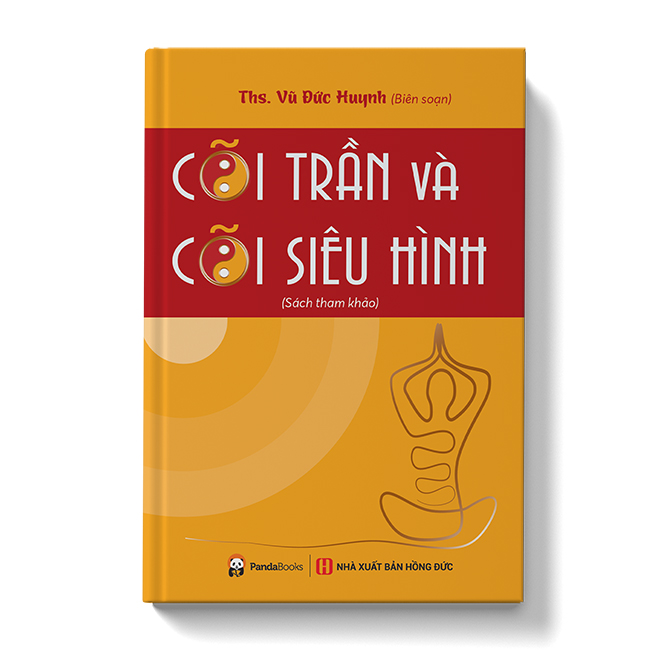 Ths. Vũ Đức Huynh (Biên soạn)
CÕI TRẦN VÀ
CÕI SIÊU HÌNH
(Sách tham khảo)
PandaBooks | H NHÀ XUẤT BẢN HỒNG ĐỨC